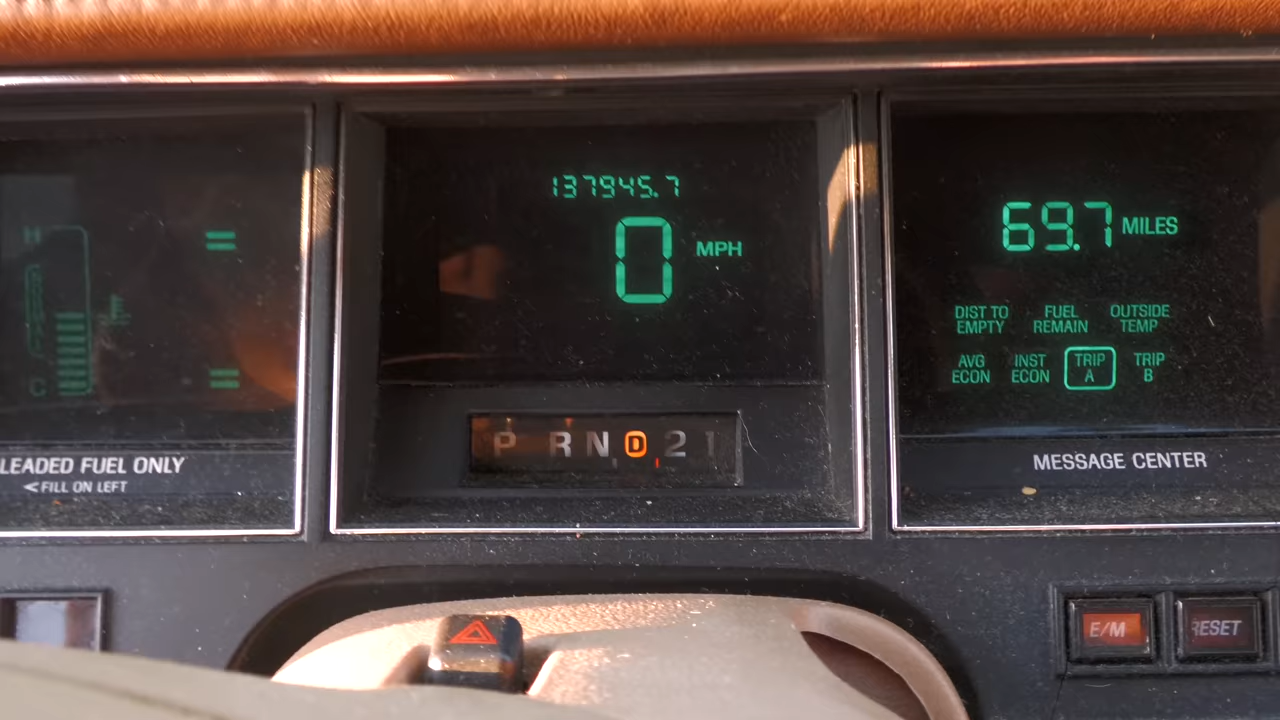 H
C
LEADED FUEL ONLY
<FILL ON LEFT
137945.7
0 MPH
P R N D 2 1
69.7 MILES
DIST TO EMPTY
FUEL REMAIN
OUTSIDE TEMP
AVG ECON
INST ECON
TRIP A
TRIP B
MESSAGE CENTER
E/M
RESET